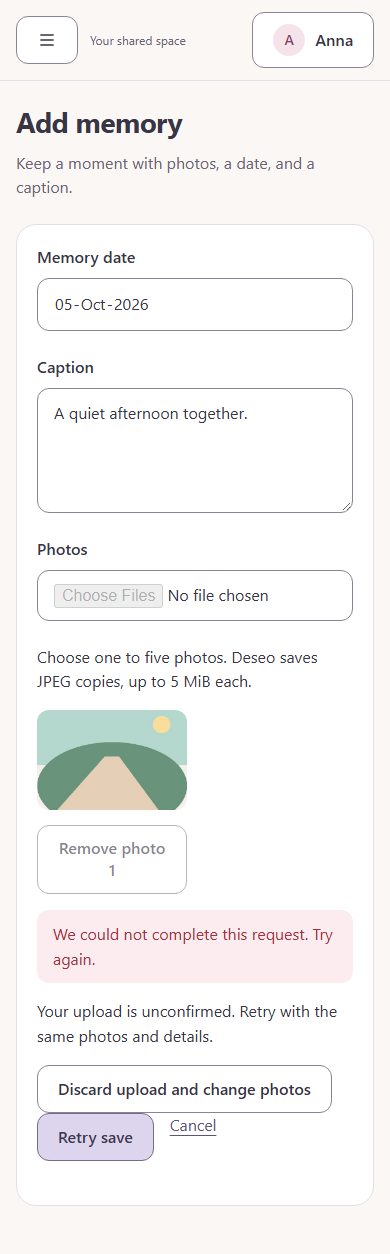 Your shared space
A Anna
Add memory
Keep a moment with photos, a date, and a
caption.
Memory date
05-Oct-2026
Caption
A quiet afternoon together.
Photos
Choose Files No file chosen
Choose one to five photos. Deseo saves
JPEG copies, up to 5 MiB each.
Remove photo
1
We could not complete this request. Try
again.
Your upload is unconfirmed. Retry with the
same photos and details.
Discard upload and change photos
Retry save Cancel